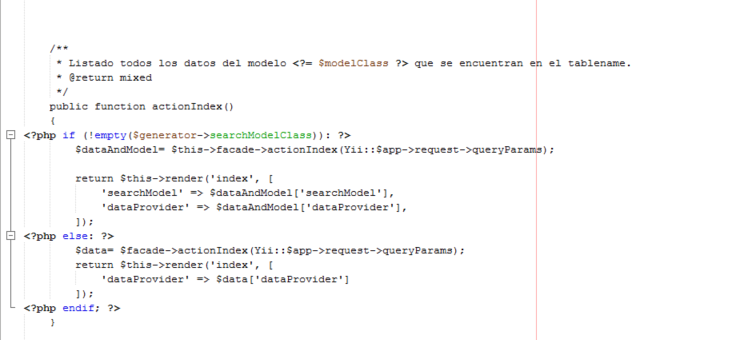 /**
 * Listado todos los datos del modelo <?= $modelClass ?> que se encuentran en el tablename.
 * @return mixed
 */
public function actionIndex()
{
<?php if (!empty($generator->searchModelClass)): ?>
    $dataAndModel= $this->facade->actionIndex(Yii::$app->request->queryParams);
    return $this->render('index', [
        'searchModel' => $dataAndModel['searchModel'],
        'dataProvider' => $dataAndModel['dataProvider'],
    ]);
<?php else: ?>
    $data= $facade->actionIndex(Yii::$app->request->queryParams);
    return $this->render('index', [
        'dataProvider' => $data['dataProvider']
    ]);
<?php endif; ?>
}